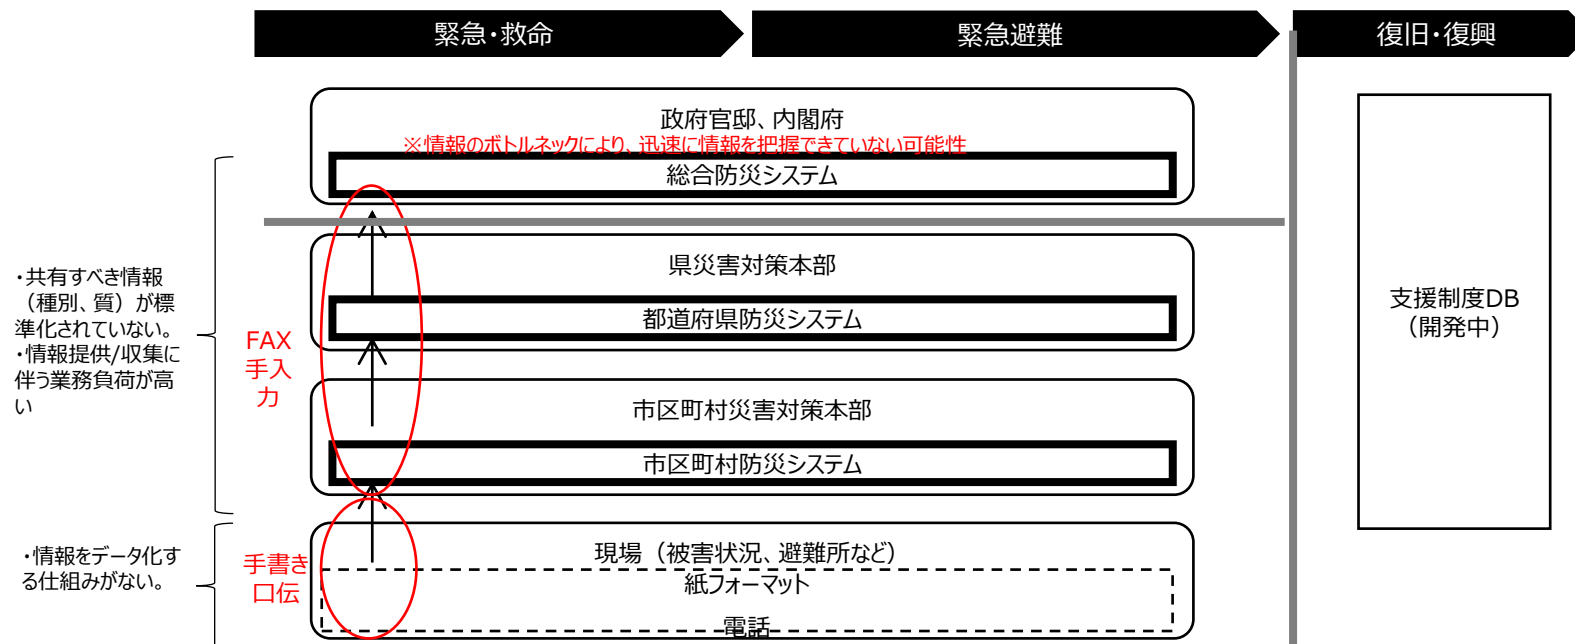 緊急・救命
緊急避難
復旧・復興
政府官邸、内閣府
※情報のボトルネックにより、迅速に情報を把握できていない可能性
総合防災システム
県災害対策本部
都道府県防災システム
市区町村災害対策本部
市区町村防災システム
現場（被害状況、避難所など）
紙フォーマット
電話
・共有すべき情報
（種別、質）が標
準化されていない。
・情報提供/収集に
伴う業務負荷が高
い
FAX
手入
力
・情報をデータ化す
る仕組みがない。
手書き
口伝
支援制度DB
（開発中）